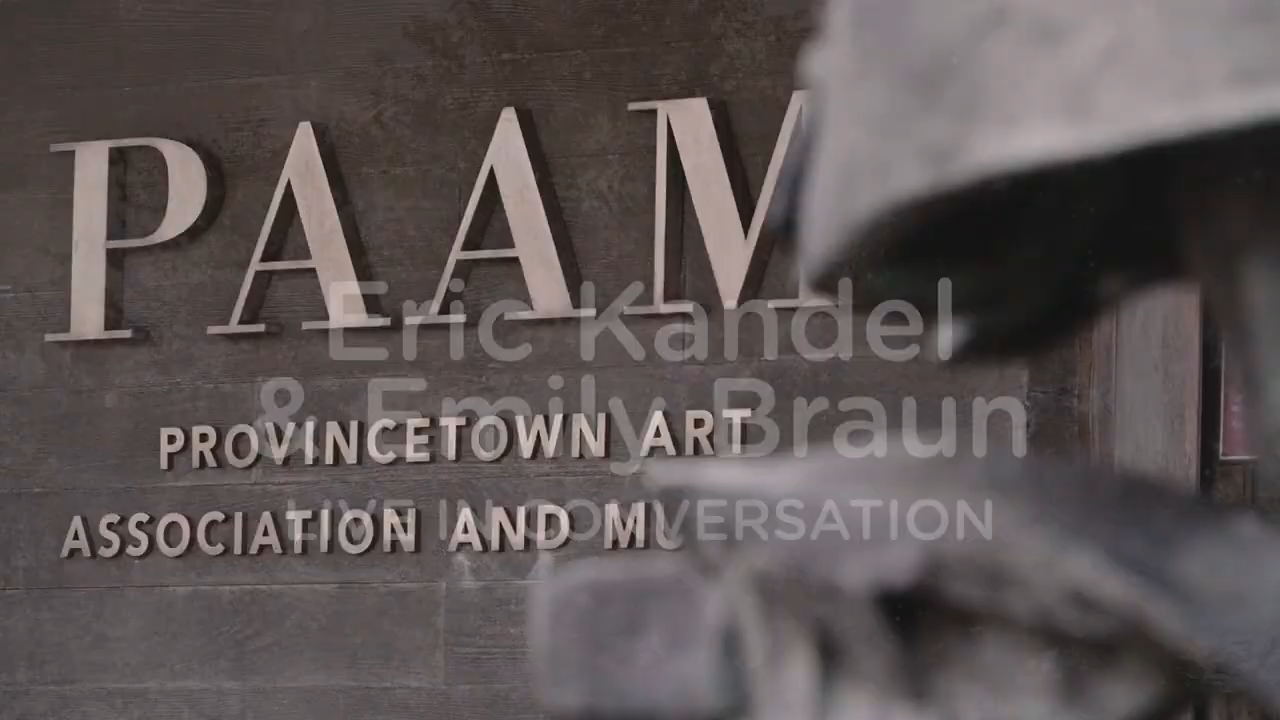 PAAM
Eric Kandel
& Emily Braun
PROVINCETOWN ART
LIVE IN CONVERSATION
ASSOCIATION AND MU